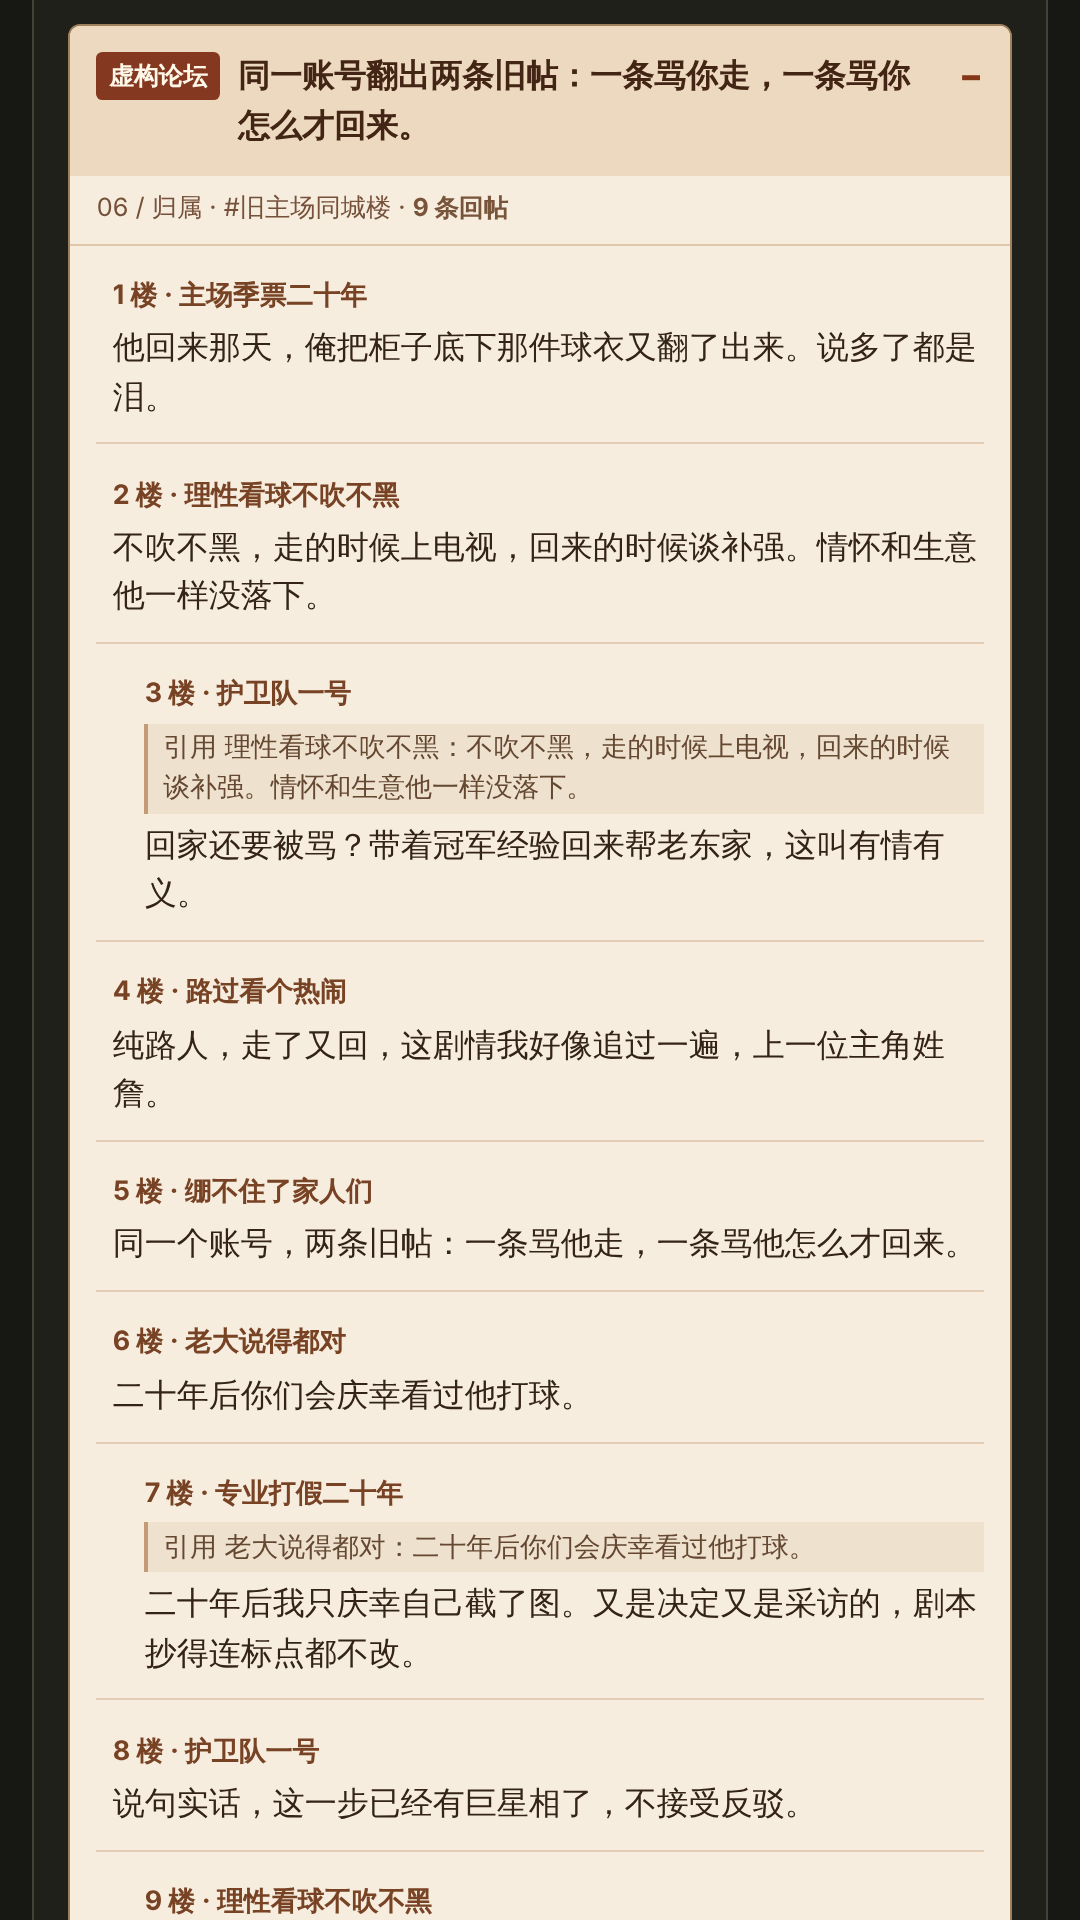 虚构论坛
同一账号翻出两条旧帖：一条骂你走，一条骂你
怎么才回来。
06 / 归属 · #旧主场同城楼 · 9 条回帖
1 楼 · 主场季票二十年
他回来那天，俺把柜子底下那件球衣又翻了出来。说多了都是
泪。
2 楼 · 理性看球不吹不黑
不吹不黑，走的时候上电视，回来的时候谈补强。情怀和生意
他一样没落下。
3 楼 · 护卫队一号
引用 理性看球不吹不黑：不吹不黑，走的时候上电视，回来的时候
谈补强。情怀和生意他一样没落下。
回家还要被骂？带着冠军经验回来帮老东家，这叫有情有
义。
4 楼 · 路过看个热闹
纯路人，走了又回，这剧情我好像追过一遍，上一位主角姓
詹。
5 楼 · 绷不住了家人们
同一个账号，两条旧帖：一条骂他走，一条骂他怎么才回来。
6 楼 · 老大说得都对
二十年后你们会庆幸看过他打球。
7 楼 · 专业打假二十年
引用 老大说得都对：二十年后你们会庆幸看过他打球。
二十年后我只庆幸自己截了图。又是决定又是采访的，剧本
抄得连标点都不改。
8 楼 · 护卫队一号
说句实话，这一步已经有巨星相了，不接受反驳。
9 楼 · 理性看球不吹不黑